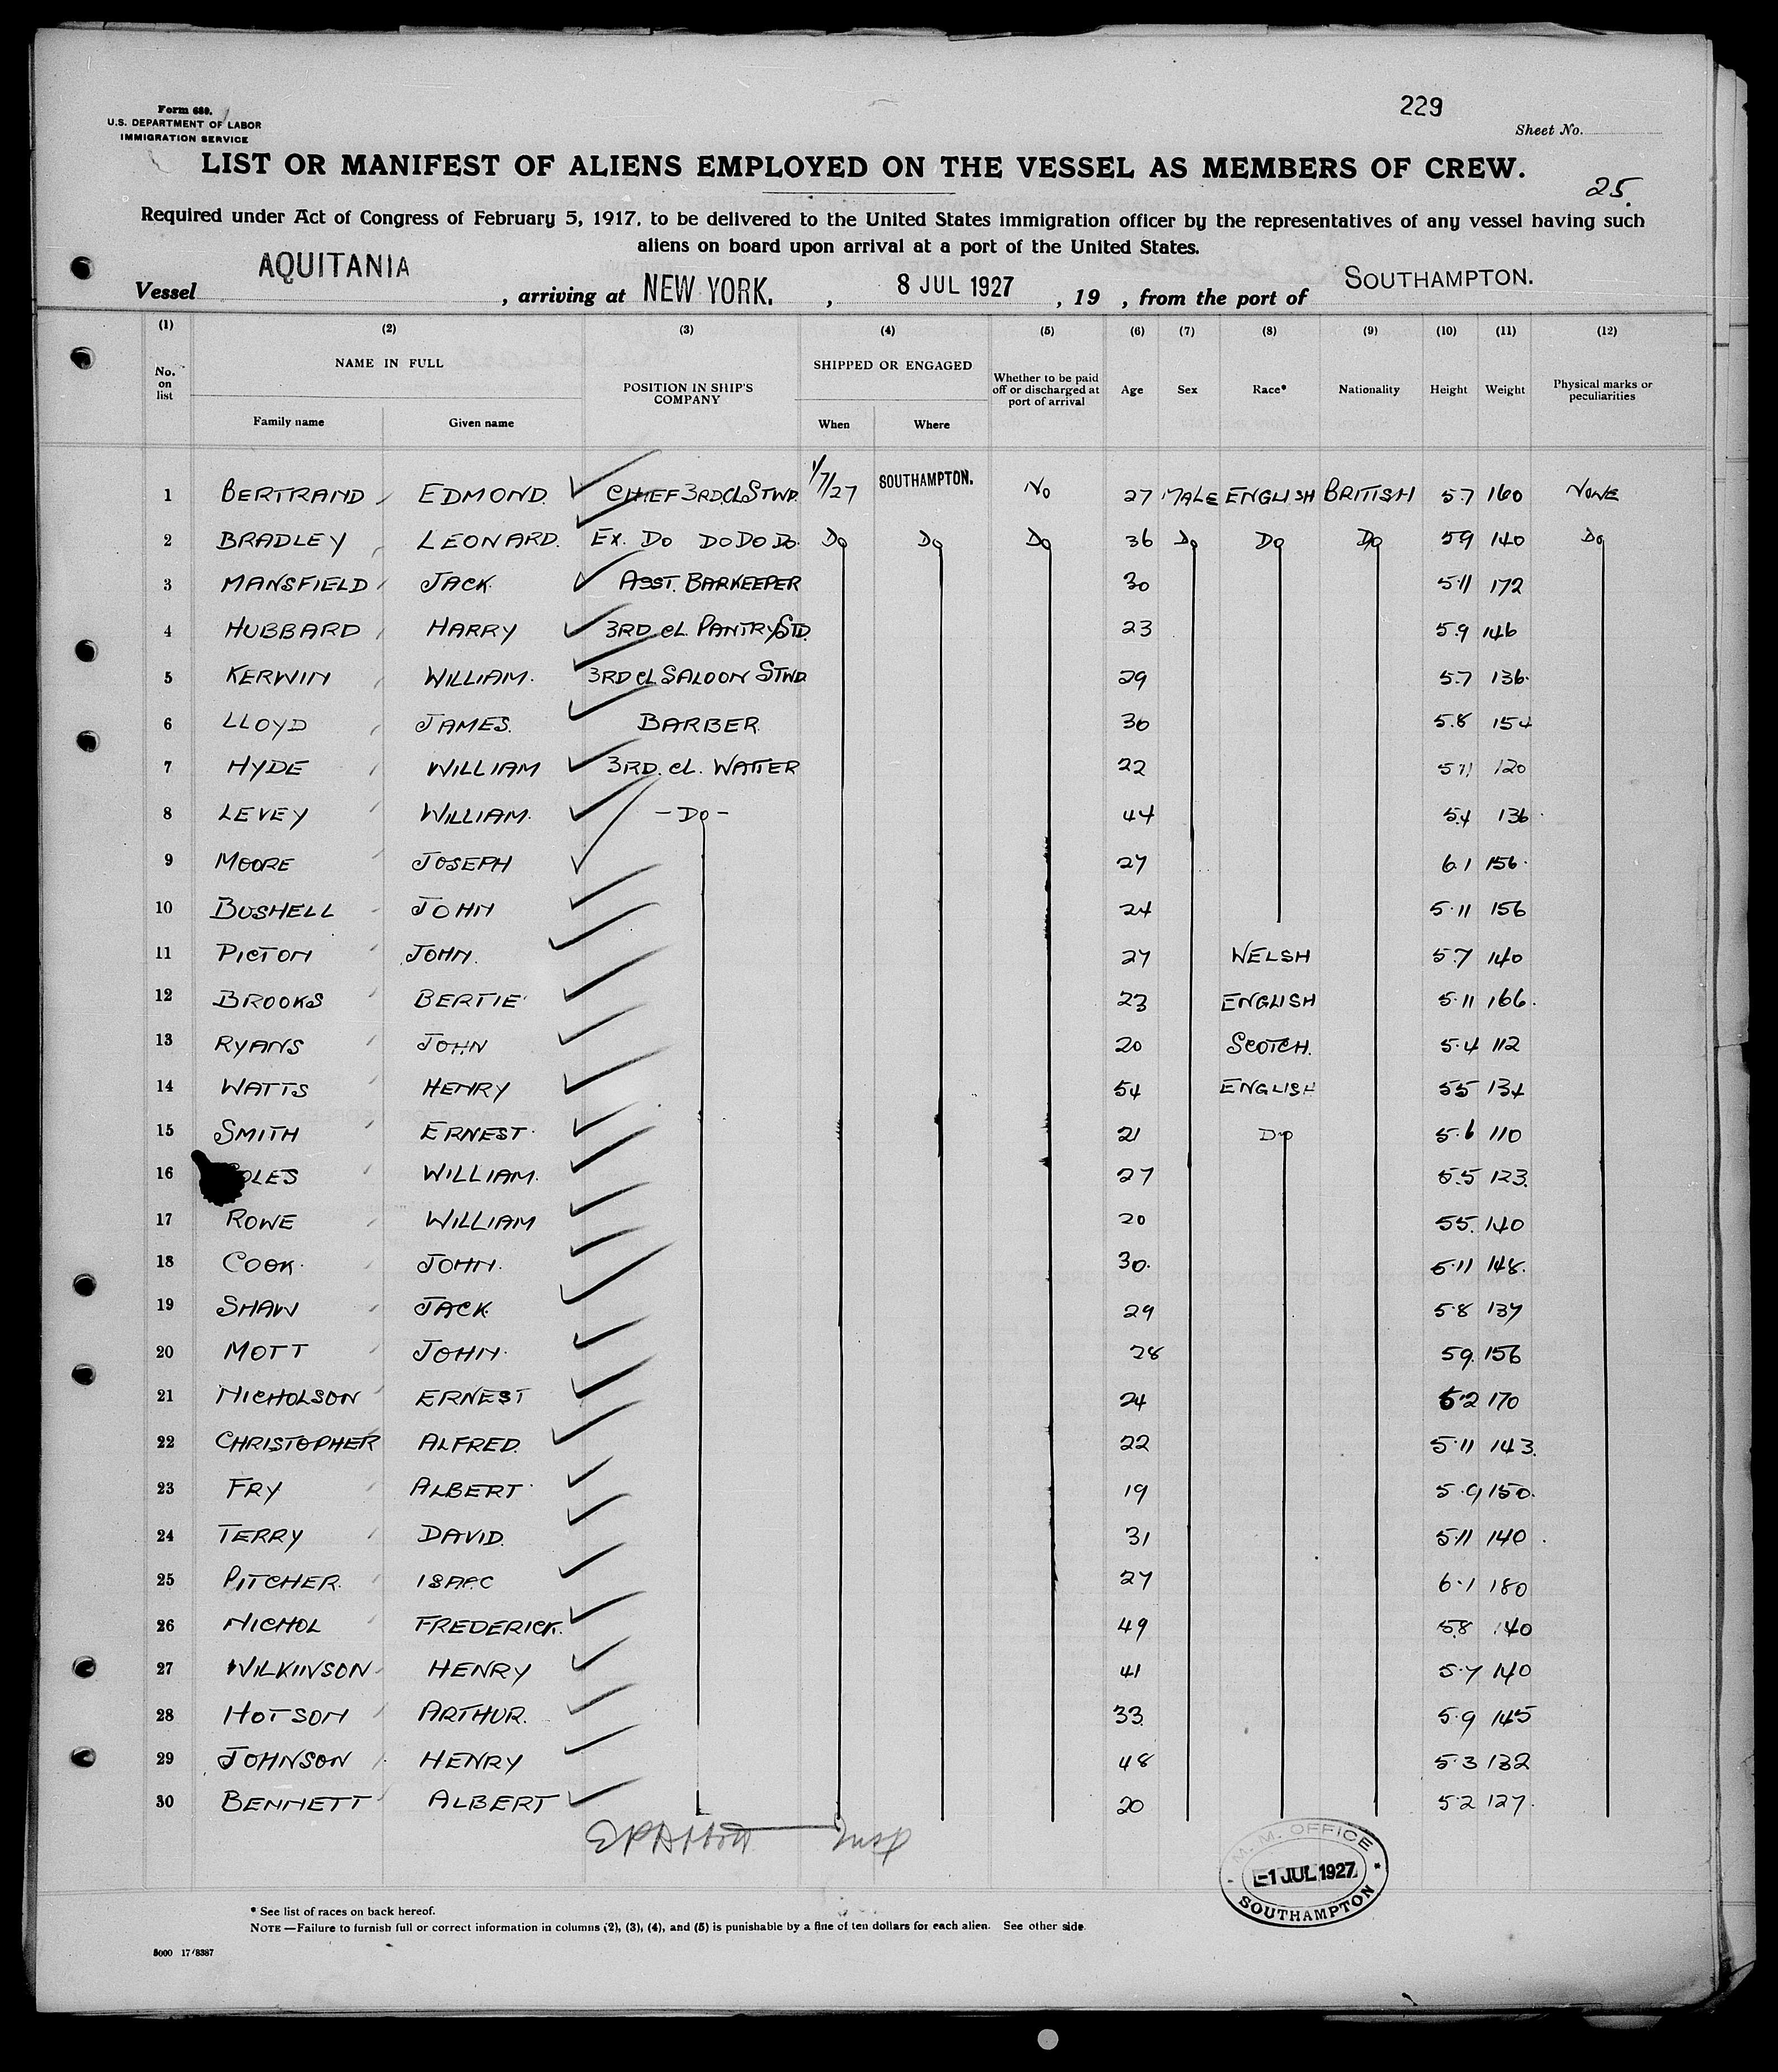 Form 689.
U.S. DEPARTMENT OF LABOR
IMMIGRATION SERVICE
229
Sheet No.
LIST OR MANIFEST OF ALIENS EMPLOYED ON THE VESSEL AS MEMBERS OF CREW.
25.
Required under Act of Congress of February 5, 1917, to be delivered to the United States immigration officer by the representatives of any vessel having such
aliens on board upon arrival at a port of the United States.
Vessel AQUITANIA , arriving at NEW YORK. , 8 JUL 1927 , 19 , from the port of SOUTHAMPTON.
(1) (2) (3) (4) (5) (6) (7) (8) (9) (10) (11) (12)
No. on list NAME IN FULL POSITION IN SHIP'S COMPANY SHIPPED OR ENGAGED Whether to be paid off or discharged at port of arrival Age Sex Race* Nationality Height Weight Physical marks or peculiarities
Family name Given name When Where
1 BERTRAND EDMOND. CHIEF 3RD CL STWD. 1/7/27 SOUTHAMPTON. NO 27 MALE ENGLISH BRITISH 5.7 160 NONE
2 BRADLEY LEONARD. EX. DO DO DO DO. DO DO DO 36 DO DO DO 5.9 140 DO
3 MANSFIELD JACK ASST. BARKEEPER 30 5.11 172
4 HUBBARD HARRY 3RD CL. PANTRY STD. 23 5.9 146
5 KERWIN WILLIAM. 3RD CL SALOON STWD. 29 5.7 136.
6 LLOYD JAMES. BARBER 30 5.8 154
7 HYDE WILLIAM 3RD. CL. WAITER 22 5 11 120
8 LEVEY WILLIAM. -DO- 44 5.4 136
9 MOORE JOSEPH 27 6.1 156.
10 BUSHELL JOHN 24 5.11 156
11 PICTON JOHN. 27 WELSH 5.7 140
12 BROOKS BERTIE 23 ENGLISH 5.11 166.
13 RYANS JOHN 20 SCOTCH. 5.4 112
14 WATTS HENRY 54 ENGLISH 5 5 134
15 SMITH ERNEST. 21 DO 5.6 110
16 WILLIAM. 27 5.5 123.
17 ROWE WILLIAM 20 5 5. 140
18 COOK. JOHN. 30. 5.11 148.
19 SHAW JACK 29 5.8 137
20 MOTT JOHN. 28 5 9. 156
21 NICHOLSON ERNEST 24 5.2 170
22 CHRISTOPHER ALFRED. 22 5.11 143.
23 FRY ALBERT 19 5.9 150.
24 TERRY DAVID. 31 5 11 140.
25 PITCHER. ISAAC 27 6.1 180
26 NICHOL FREDERICK. 49 5.8 140
27 WILKINSON HENRY 41 5.7 140
28 HOTSON ARTHUR. 33 5.9 145
29 JOHNSON HENRY 48 5.3 132
30 BENNETT ALBERT 20 5.2 127.
Insp
M. M. OFFICE
-1 JUL 1927
SOUTHAMPTON
* See list of races on back hereof.
NOTE—Failure to furnish full or correct information in columns (2), (3), (4), and (5) is punishable by a fine of ten dollars for each alien. See other side.
5000 17/8387